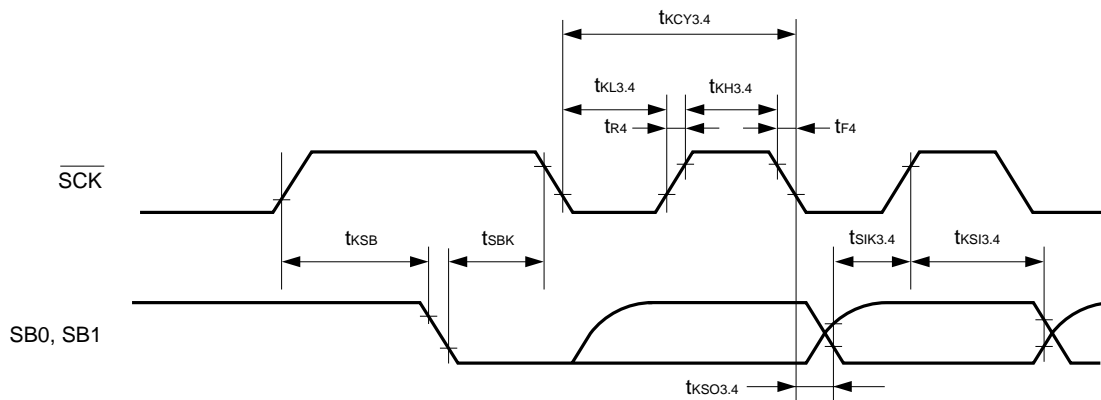 tKCY3.4
tKL3.4
tKH3.4
tR4
tF4
SCK
tKSB
tSBK
tSIK3.4
tKSI3.4
SB0, SB1
tKSO3.4